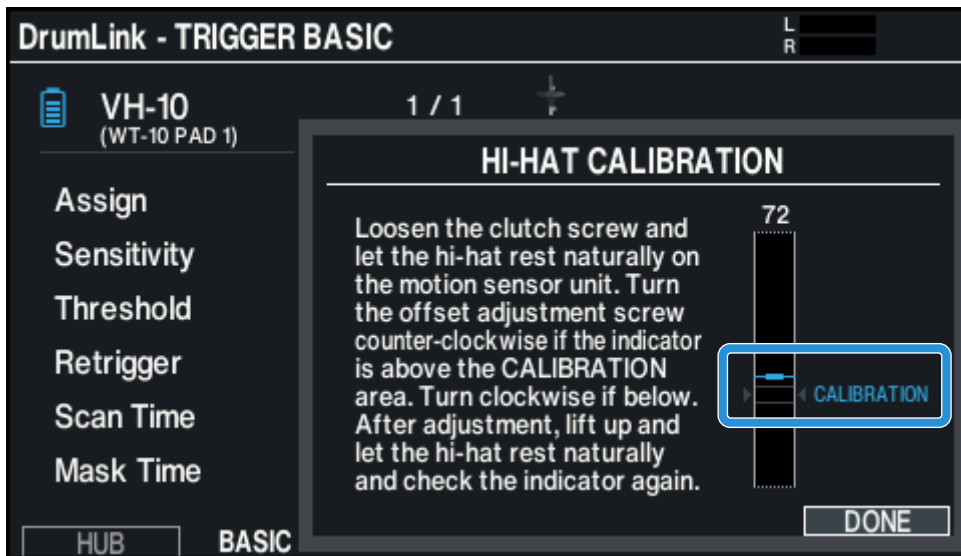 DrumLink - TRIGGER BASIC
L
R
VH-10
1 / 1
(WT-10 PAD 1)
HI-HAT CALIBRATION
Assign
Sensitivity
Threshold
Retrigger
Scan Time
Mask Time
Loosen the clutch screw and
let the hi-hat rest naturally on
the motion sensor unit. Turn
the offset adjustment screw
counter-clockwise if the indicator
is above the CALIBRATION
area. Turn clockwise if below.
After adjustment, lift up and
let the hi-hat rest naturally
and check the indicator again.
72
CALIBRATION
DONE
HUB
BASIC